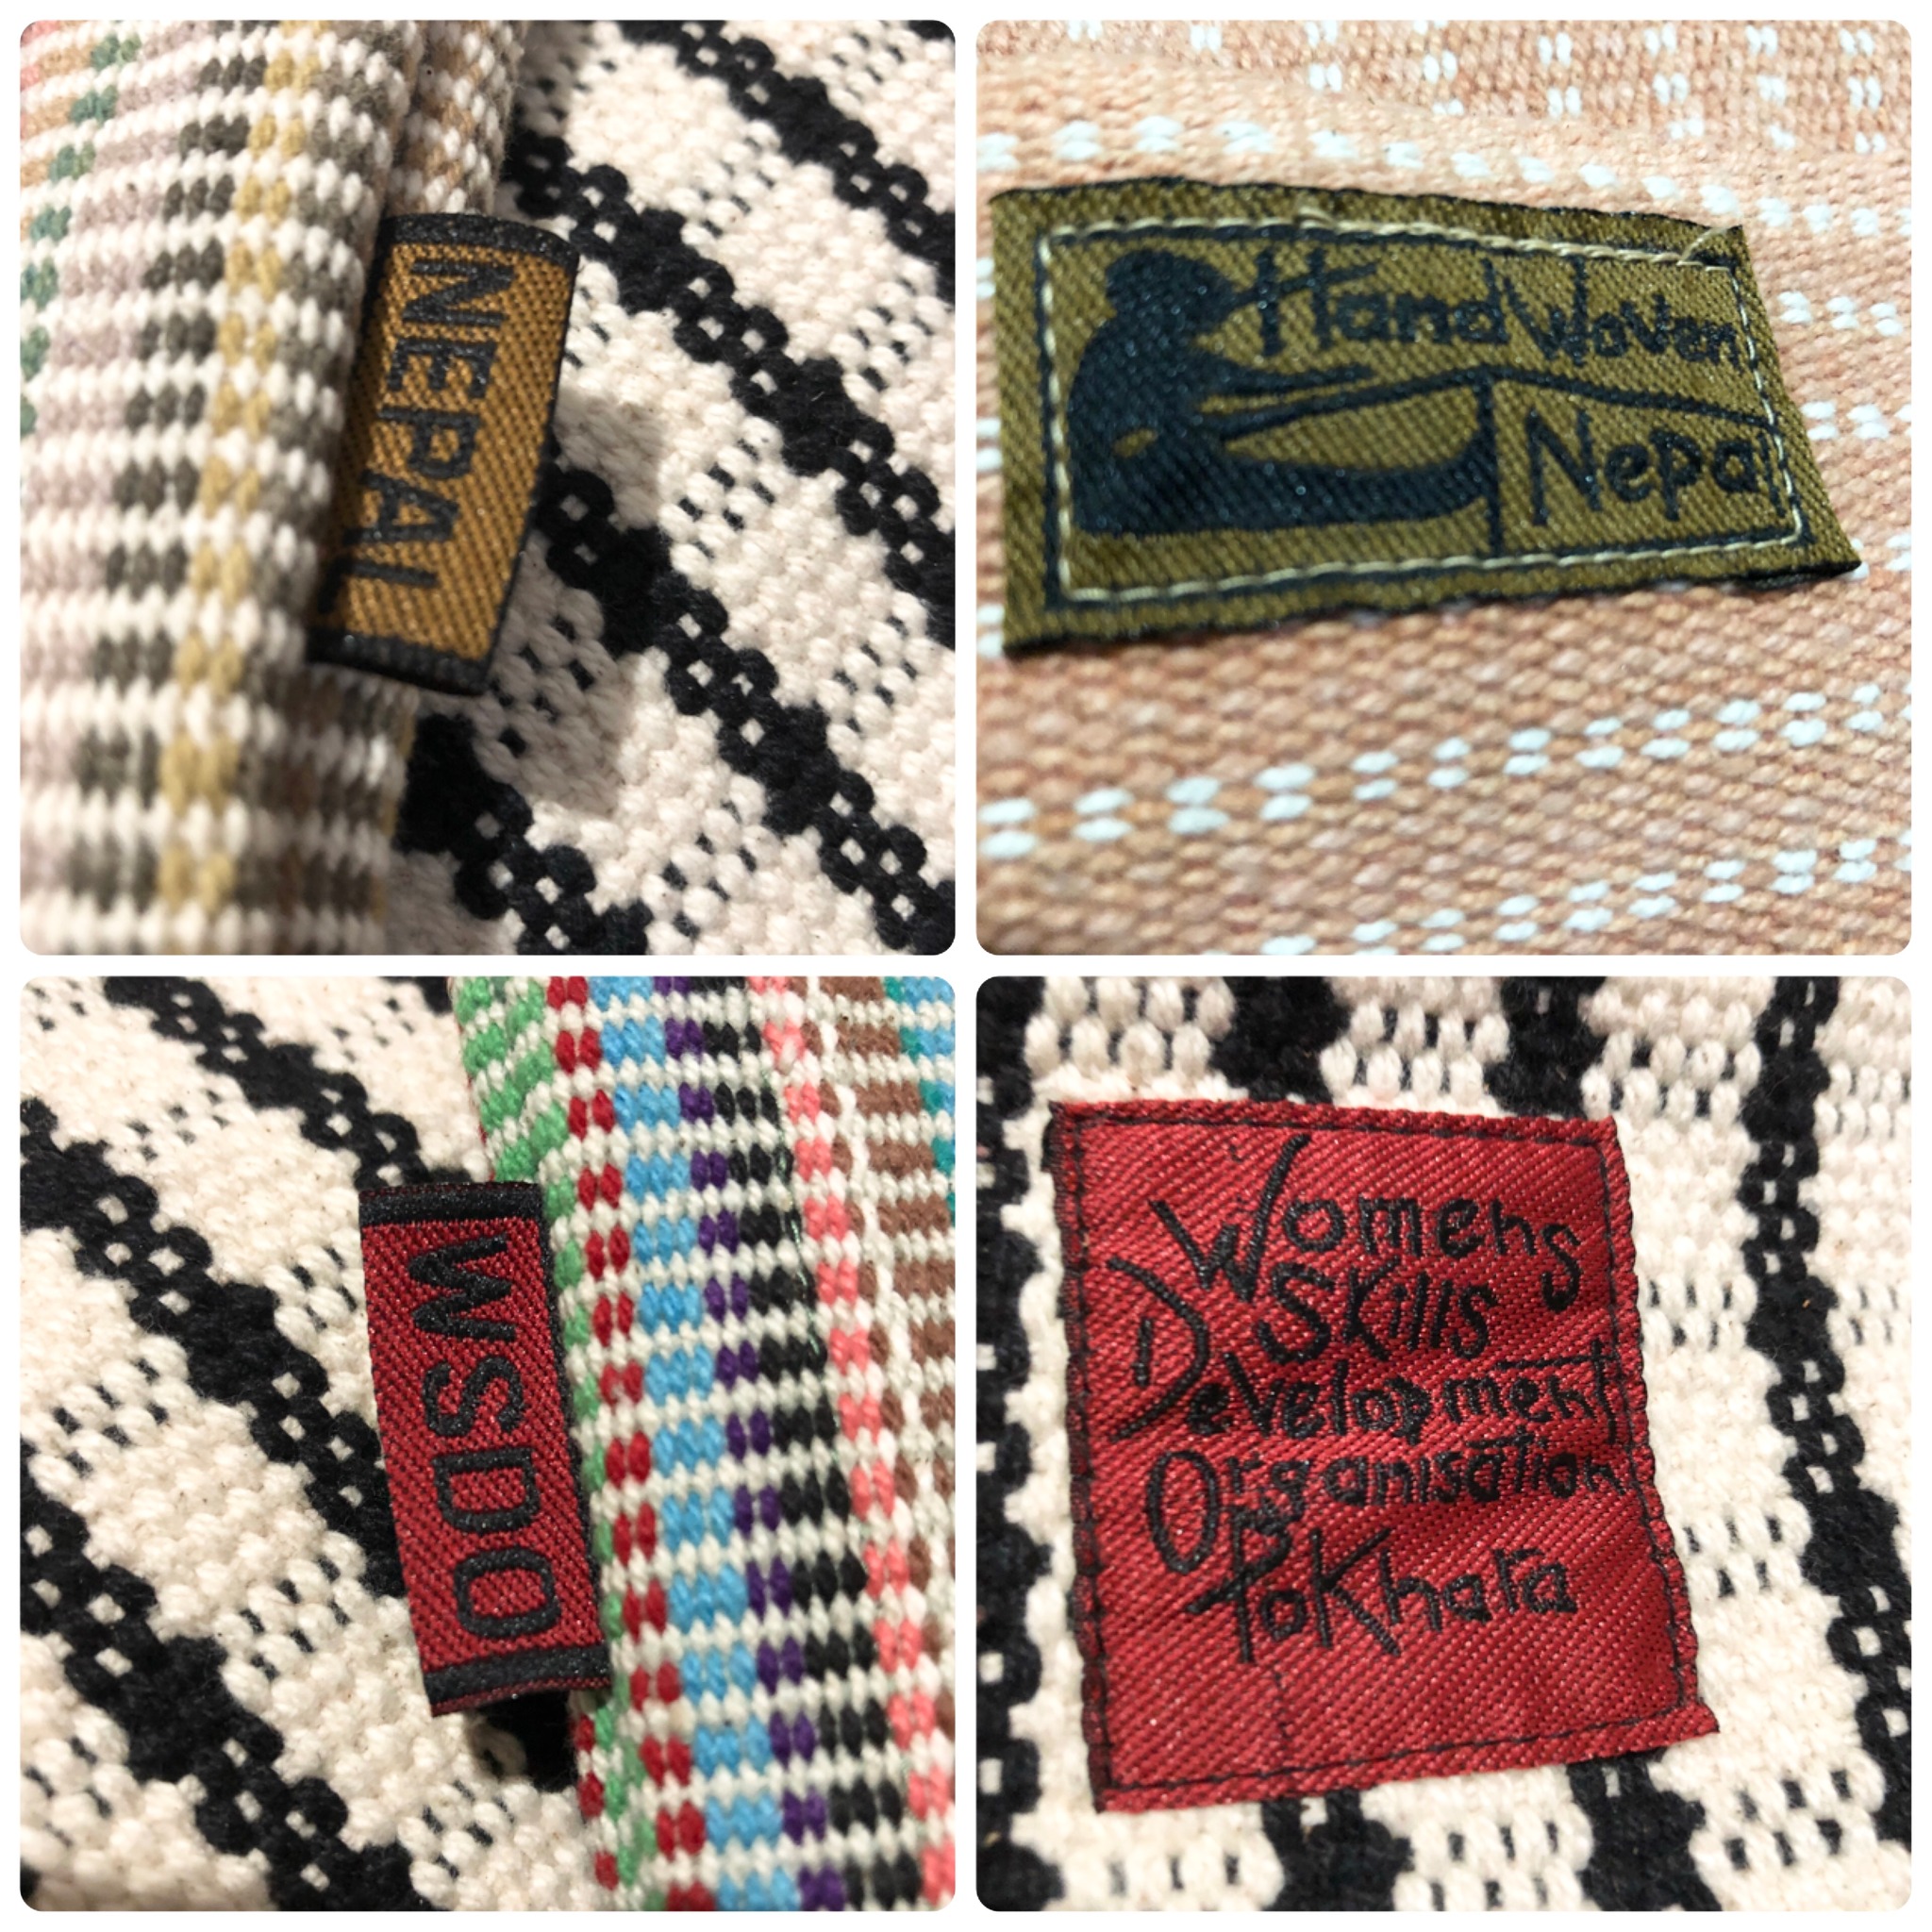 NEPAL
Hand Woven
Nepal
WSDO
Womens
Skills
Development
Organisation
Pokhara